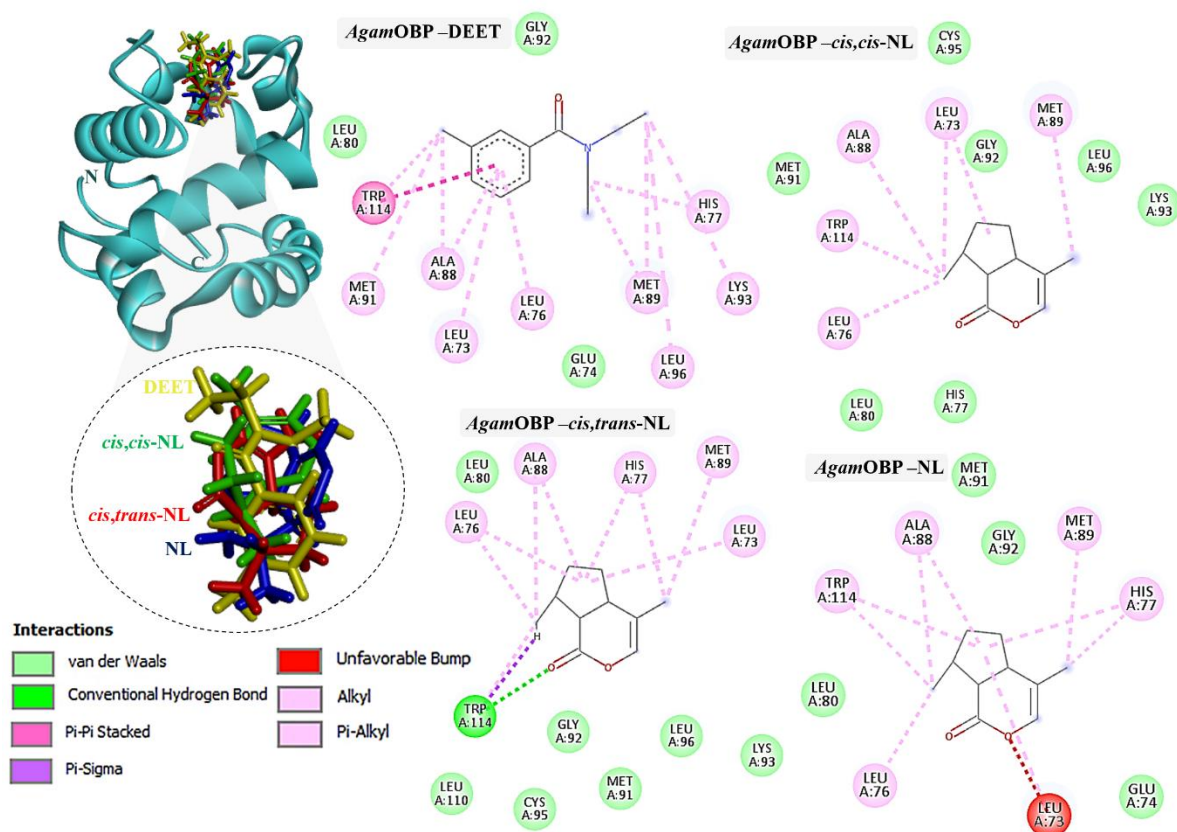 AgamOBP –DEET
GLY
A:92
LEU
A:80
TRP
A:114
MET
A:91
ALA
A:88
LEU
A:73
LEU
A:76
GLU
A:74
MET
A:89
LEU
A:96
HIS
A:77
LYS
A:93
O
N
N
C
AgamOBP –cis,cis-NL
CYS
A:95
LEU
A:73
MET
A:89
ALA
A:88
GLY
A:92
LEU
A:96
MET
A:91
LYS
A:93
TRP
A:114
LEU
A:76
O
O
LEU
A:80
HIS
A:77
DEET
cis,cis-NL
cis,trans-NL
NL
AgamOBP –cis,trans-NL
LEU
A:80
ALA
A:88
HIS
A:77
MET
A:89
LEU
A:76
LEU
A:73
H
O
O
TRP
A:114
GLY
A:92
LEU
A:96
LYS
A:93
LEU
A:110
CYS
A:95
MET
A:91
AgamOBP –NL
MET
A:91
ALA
A:88
GLY
A:92
MET
A:89
TRP
A:114
HIS
A:77
LEU
A:80
O
O
LEU
A:76
LEU
A:73
GLU
A:74
Interactions
van der Waals
Conventional Hydrogen Bond
Pi-Pi Stacked
Pi-Sigma
Unfavorable Bump
Alkyl
Pi-Alkyl